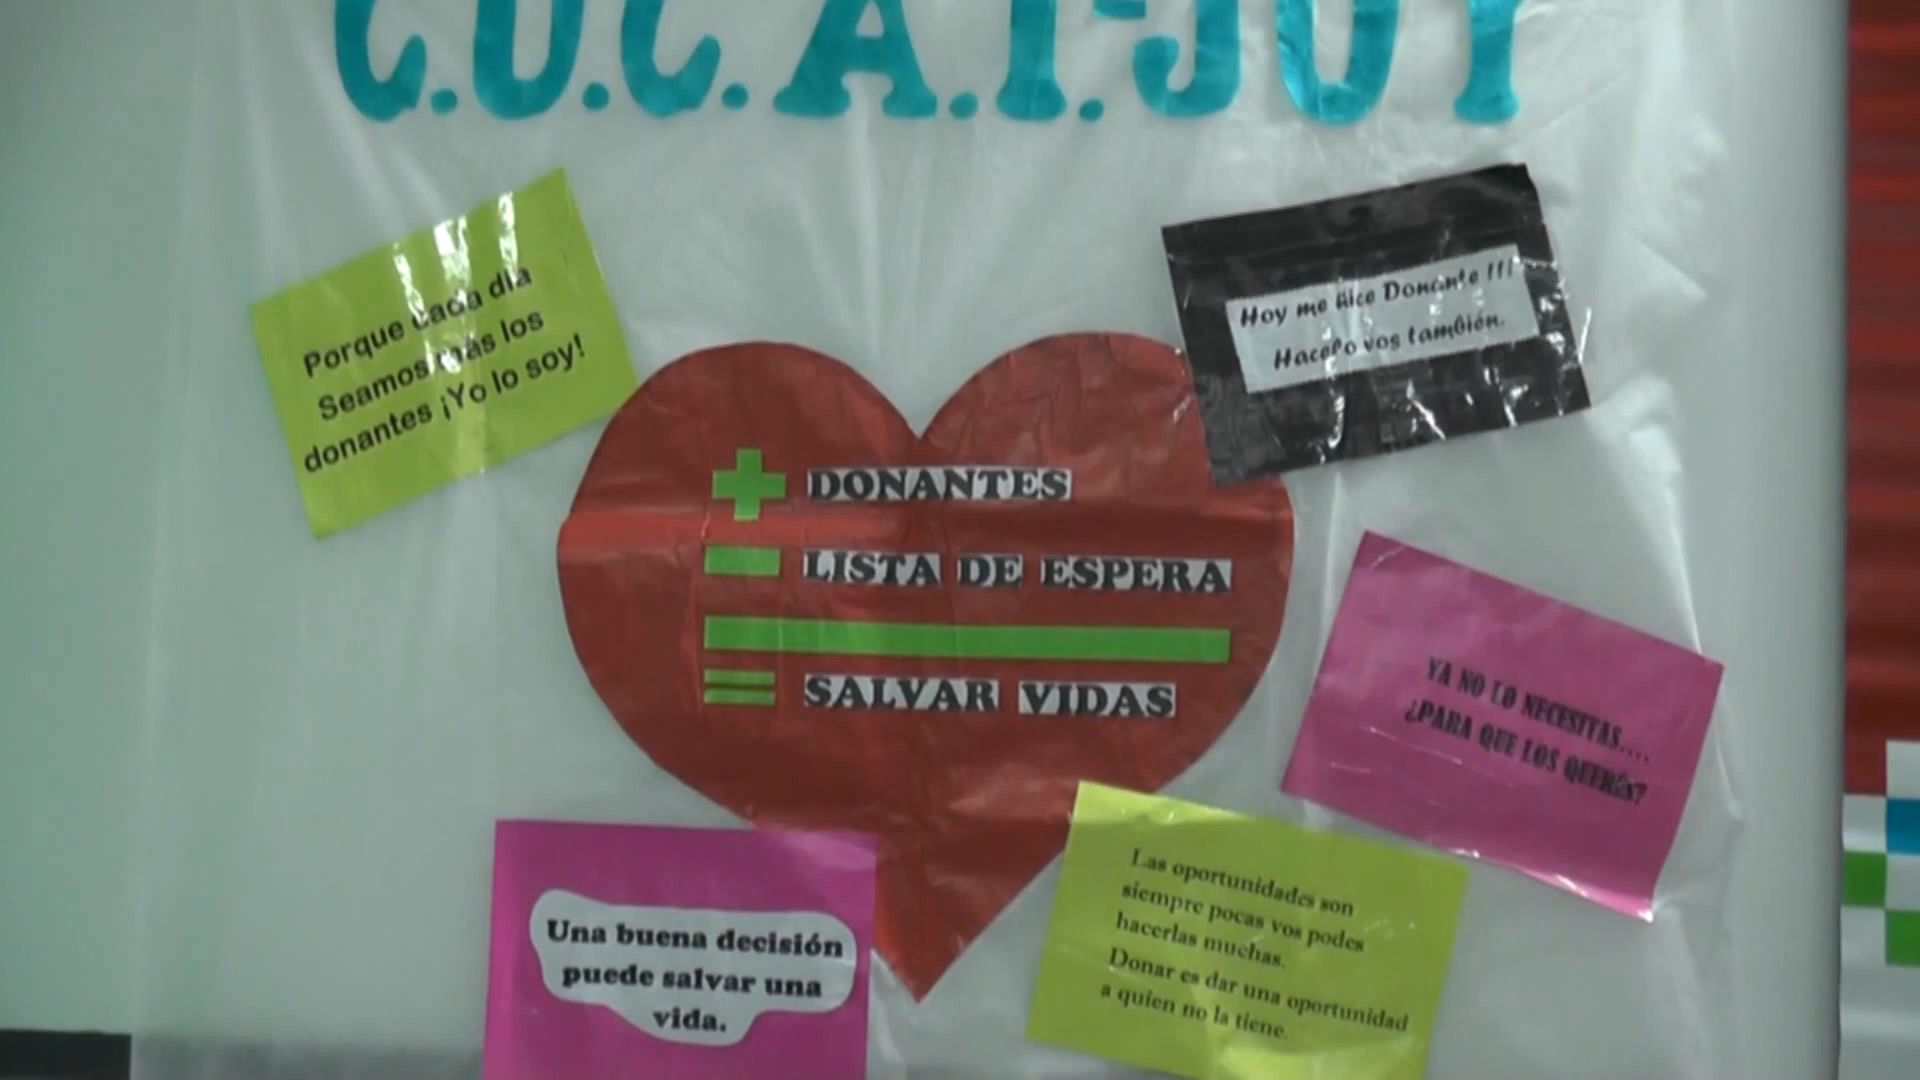 C.U.C.A.I-JUY
Porque cada día
Seamos más los
donantes ¡Yo lo soy!
Hoy me hice Donante !!!
Hacelo vos también.
+ DONANTES
- LISTA DE ESPERA
= SALVAR VIDAS
YA NO LO NECESITAS....
¿PARA QUE LOS QUERÉS?
Una buena decisión
puede salvar una
vida.
Las oportunidades son
siempre pocas vos podes
hacerlas muchas.
Donar es dar una oportunidad
a quien no la tiene.